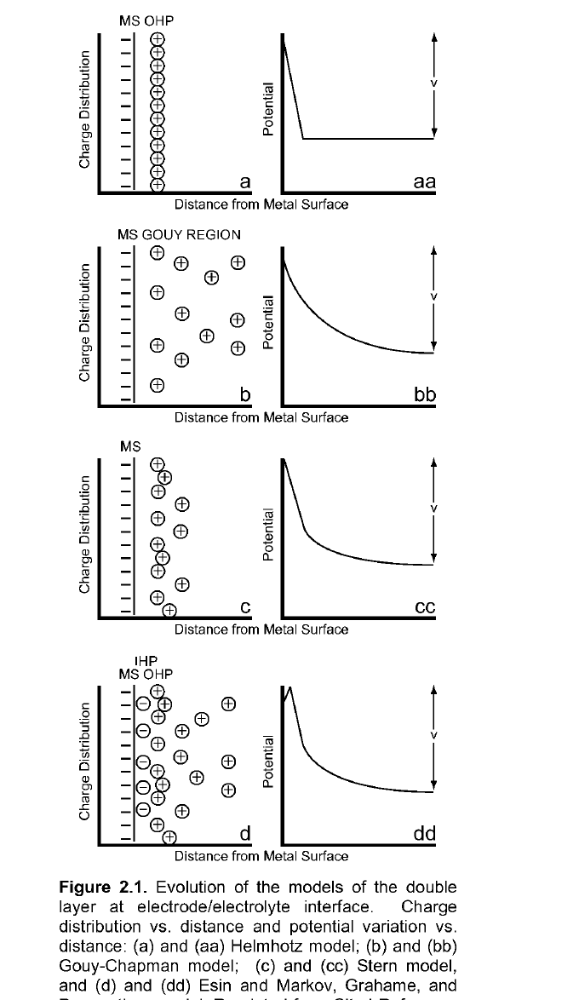 MS OHP
Charge Distribution
a
Potential
V
aa
Distance from Metal Surface
MS GOUY REGION
Charge Distribution
b
Potential
V
bb
Distance from Metal Surface
MS
Charge Distribution
c
Potential
V
cc
Distance from Metal Surface
IHP
MS OHP
Charge Distribution
d
Potential
V
dd
Distance from Metal Surface
Figure 2.1. Evolution of the models of the double
layer at electrode/electrolyte interface. Charge
distribution vs. distance and potential variation vs.
distance: (a) and (aa) Helmhotz model; (b) and (bb)
Gouy-Chapman model; (c) and (cc) Stern model,
and (d) and (dd) Esin and Markov, Grahame, and